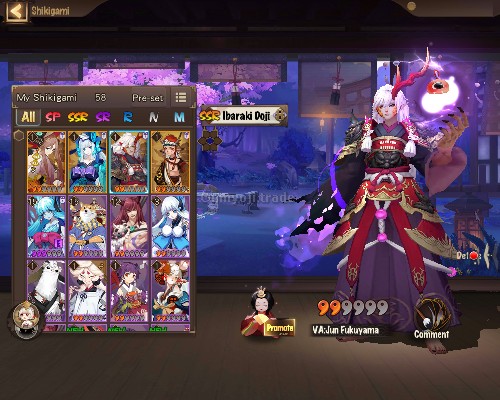 Shikigami
My Shikigami 58 Pre-set
All SP SSR SR R N M
SSR Ibaraki Doji
@onmyoji.trade
Promote
VA:Jun Fukuyama
Comment